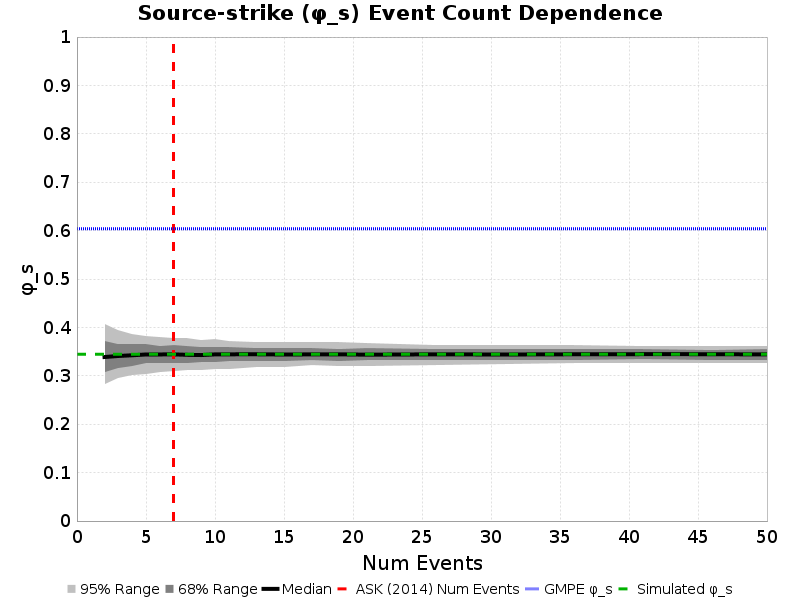 Source-strike (φ_s) Event Count Dependence
1
0.9
0.8
0.7
0.6
0.5
0.4
0.3
0.2
0.1
0
φ_s
0 5 10 15 20 25 30 35 40 45 50
Num Events
95% Range 68% Range Median ASK (2014) Num Events GMPE φ_s Simulated φ_s